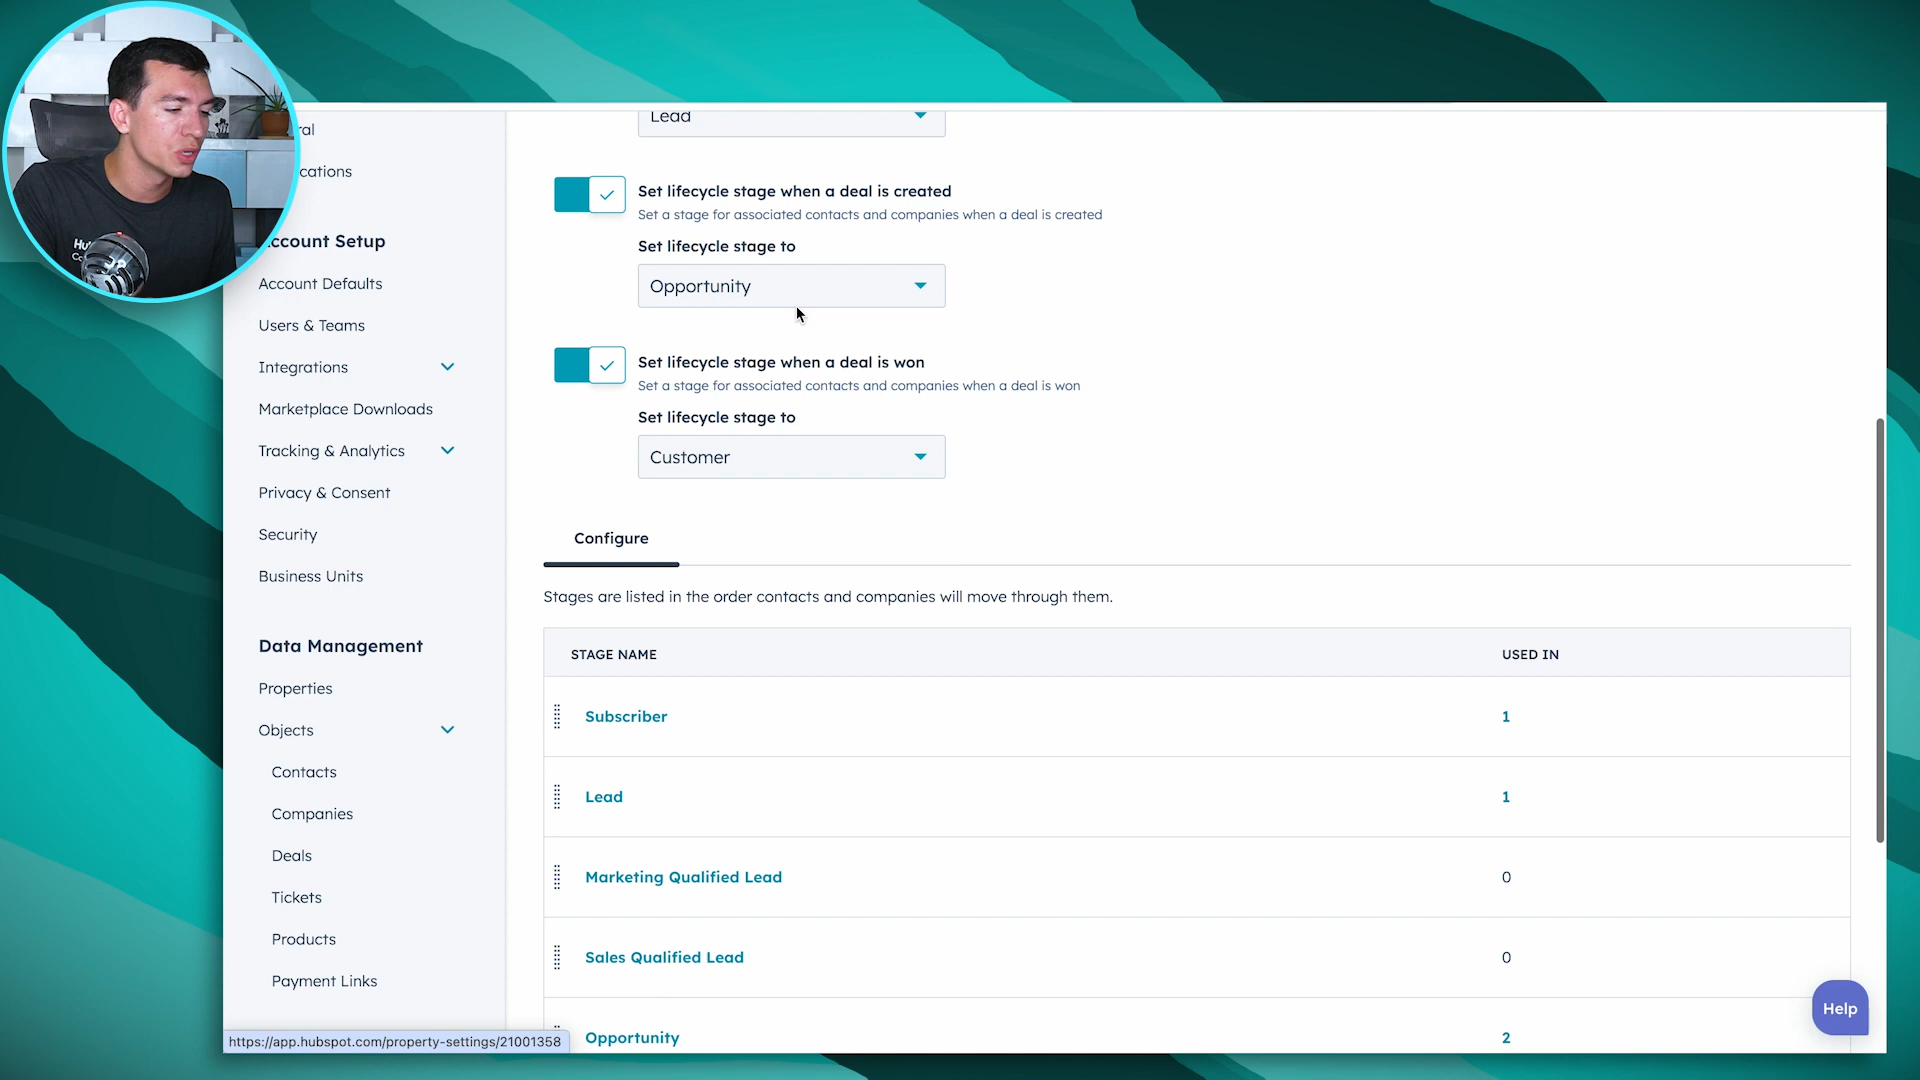 Lead
Set lifecycle stage when a deal is created
Set a stage for associated contacts and companies when a deal is created
Set lifecycle stage to
Opportunity
Set lifecycle stage when a deal is won
Set a stage for associated contacts and companies when a deal is won
Set lifecycle stage to
Customer
Configure
Stages are listed in the order contacts and companies will move through them.
STAGE NAME USED IN
Subscriber 1
Lead 1
Marketing Qualified Lead 0
Sales Qualified Lead 0
Opportunity 2
ral
cations
ccount Setup
Account Defaults
Users & Teams
Integrations
Marketplace Downloads
Tracking & Analytics
Privacy & Consent
Security
Business Units
Data Management
Properties
Objects
Contacts
Companies
Deals
Tickets
Products
Payment Links
https://app.hubspot.com/property-settings/21001358
Help